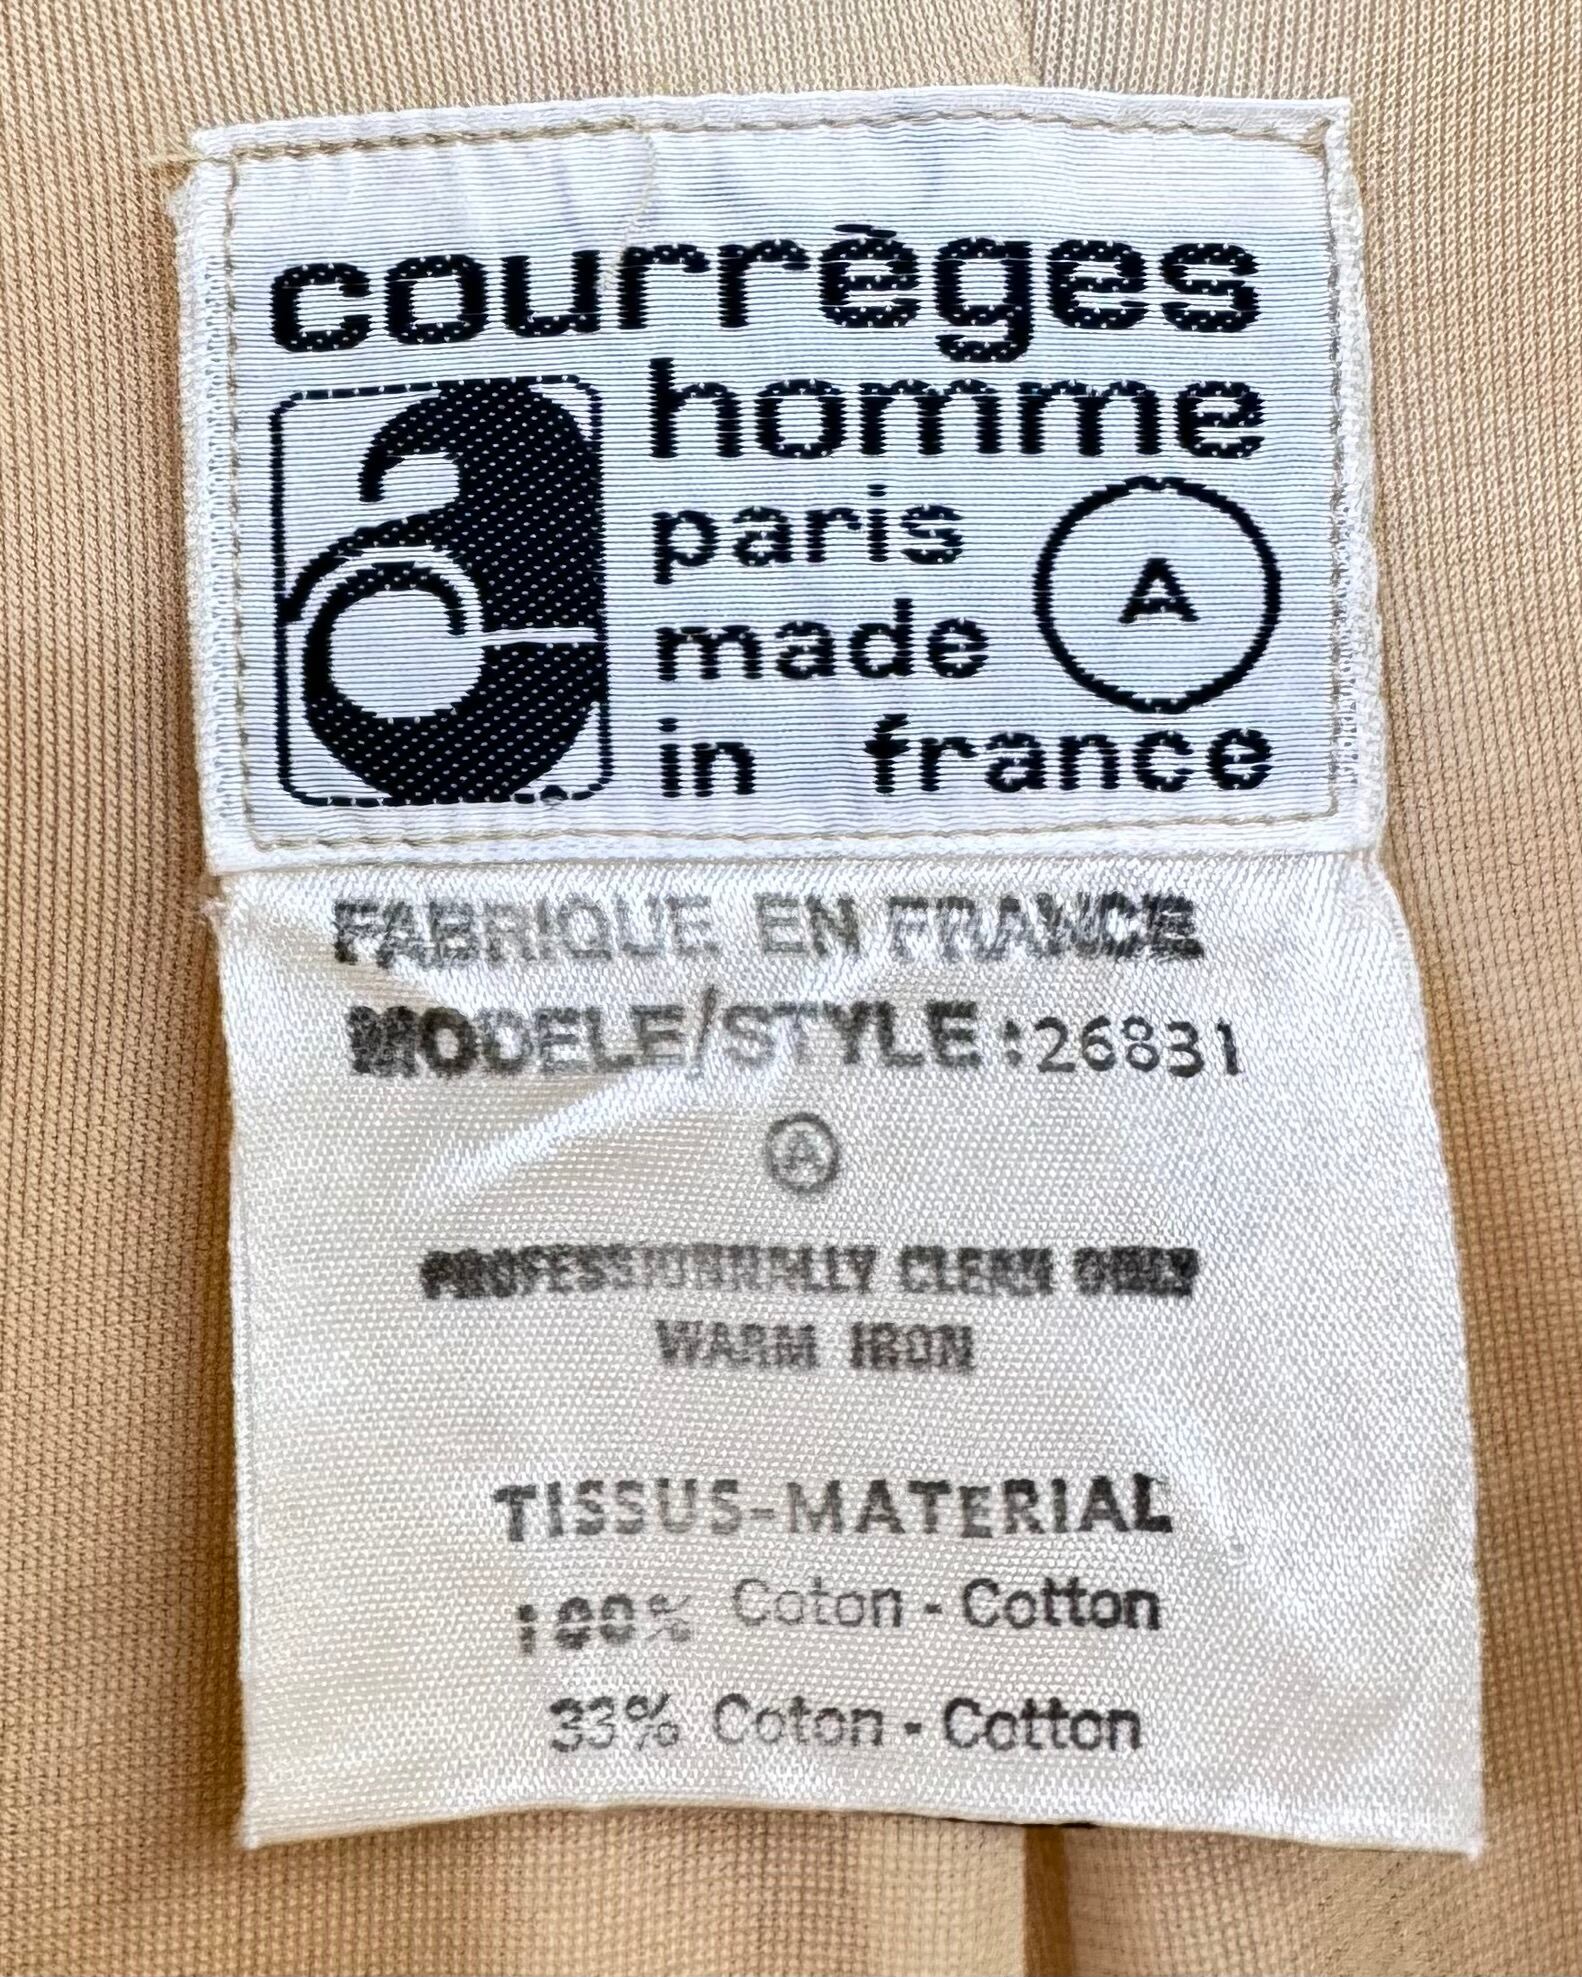 courrèges
homme
paris
made
in france
A
FABRIQUE EN FRANCE
MODELE/STYLE : 26831
A
PROFESSIONNALLY CLEAN ONLY
WARM IRON
TISSUS-MATERIAL
100% Coton - Cotton
33% Coton - Cotton